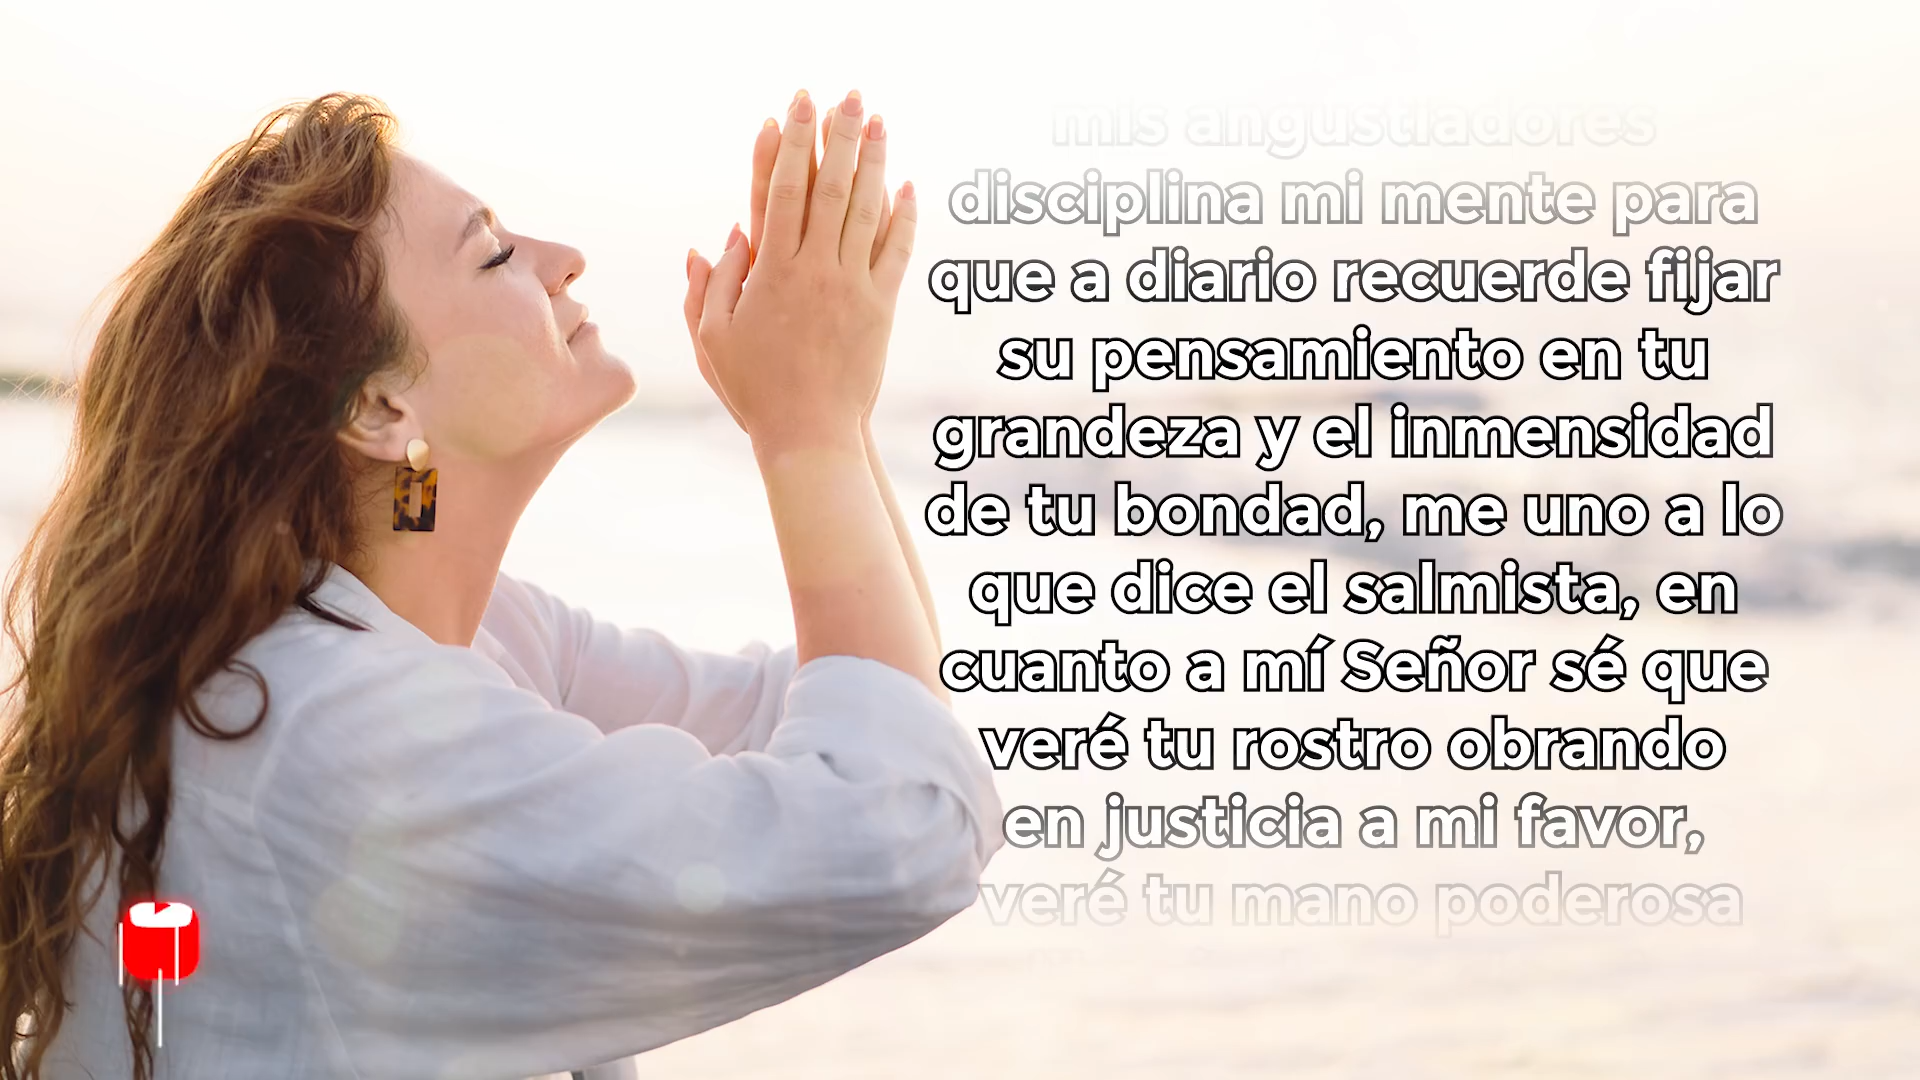 mis angustiadores
disciplina mi mente para
que a diario recuerde fijar
su pensamiento en tu
grandeza y el inmensidad
de tu bondad, me uno a lo
que dice el salmista, en
cuanto a mí Señor sé que
veré tu rostro obrando
en justicia a mi favor,
veré tu mano poderosa